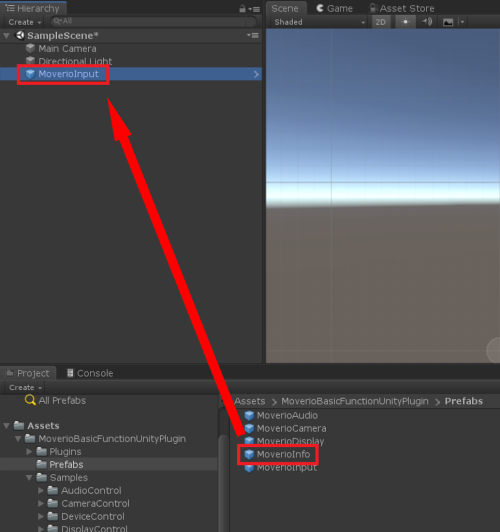 Hierarchy
Create
All
SampleScene*
Main Camera
Directional Light
MoverioInput
Scene
Game
Asset Store
Shaded
2D
Project
Console
Create
All Prefabs
Assets
MoverioBasicFunctionUnityPlugin
Plugins
Prefabs
Samples
AudioControl
CameraControl
DeviceControl
DisplayControl
Assets > MoverioBasicFunctionUnityPlugin > Prefabs
MoverioAudio
MoverioCamera
MoverioDisplay
MoverioInfo
MoverioInput